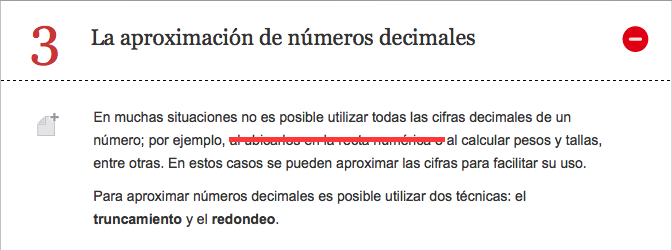 3 La aproximación de números decimales
En muchas situaciones no es posible utilizar todas las cifras decimales de un
número; por ejemplo, al ubicarlos en la recta numérica o al calcular pesos y tallas,
entre otras. En estos casos se pueden aproximar las cifras para facilitar su uso.
Para aproximar números decimales es posible utilizar dos técnicas: el
truncamiento y el redondeo.